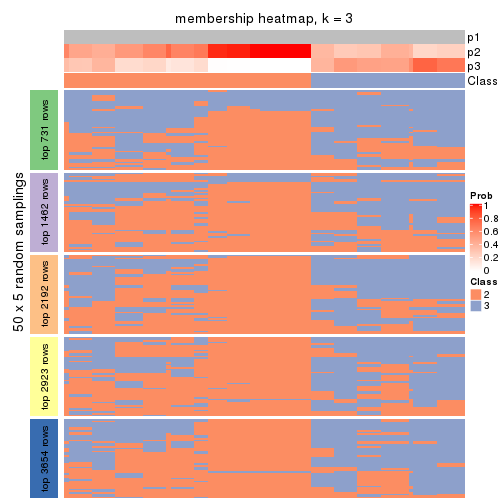 membership heatmap, k = 3
p1
p2
p3
Class
50 x 5 random samplings
top 731 rows
top 1462 rows
top 2192 rows
top 2923 rows
top 3654 rows
Prob
1
0.8
0.6
0.4
0.2
0
Class
2
3